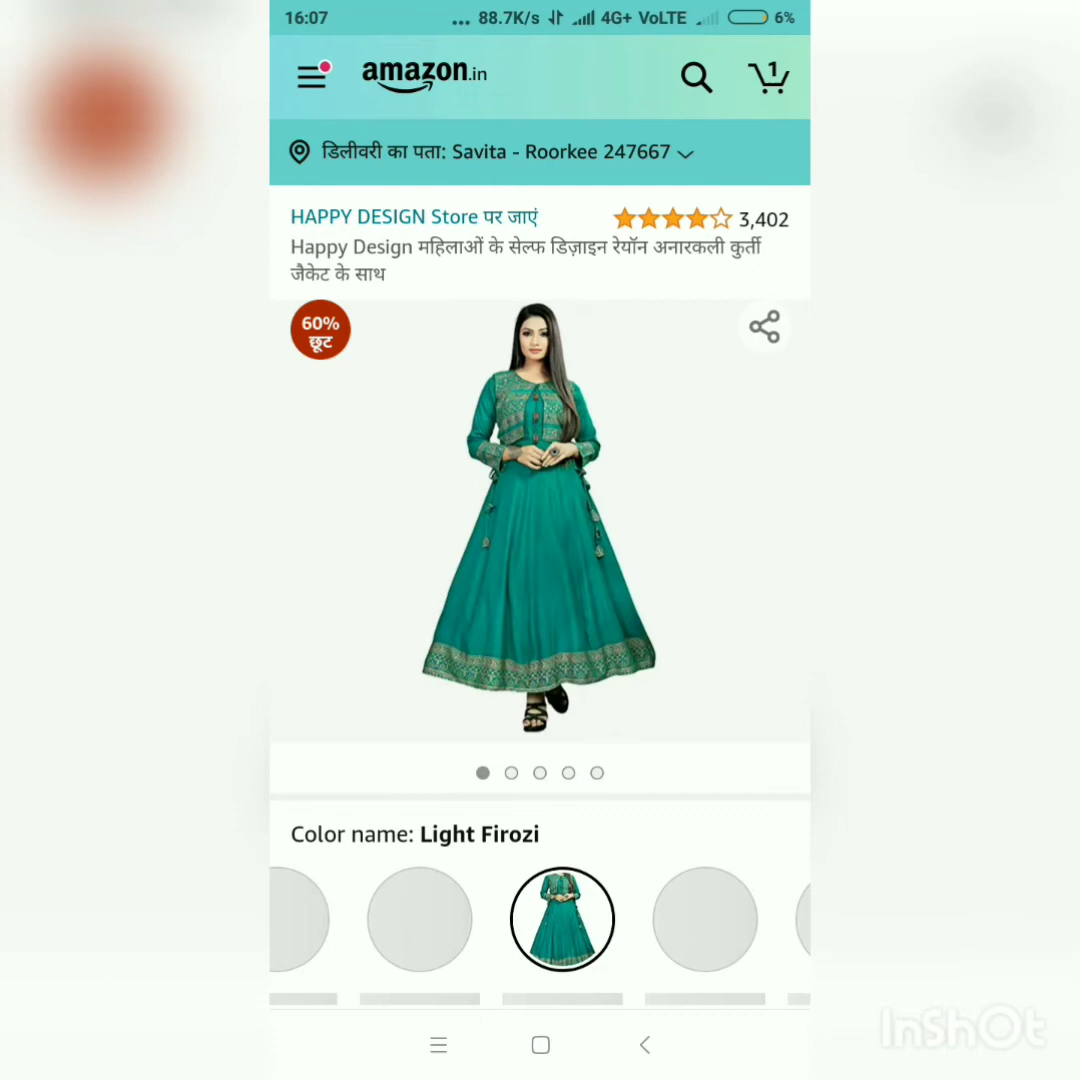 16:07 ... 88.7K/s 4G+ VoLTE 6%
amazon.in
1
डिलीवरी का पता: Savita - Roorkee 247667
HAPPY DESIGN Store पर जाएं 3,402
Happy Design महिलाओं के सेल्फ डिज़ाइन रेयॉन अनारकली कुर्ती
जैकेट के साथ
60%
छूट
Color name: Light Firozi
InShOt